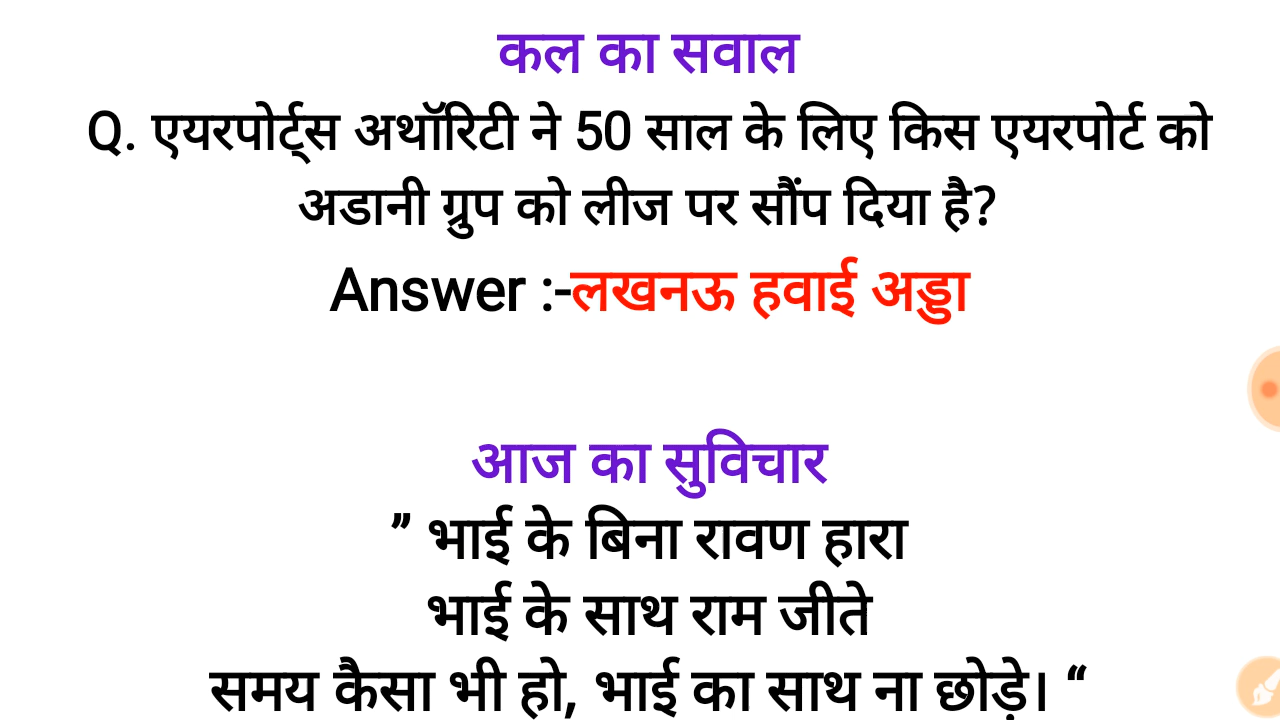 कल का सवाल
Q. एयरपोर्ट्स अथॉरिटी ने 50 साल के लिए किस एयरपोर्ट को
अडानी ग्रुप को लीज पर सौंप दिया है?
Answer :-लखनऊ हवाई अड्डा
आज का सुविचार
” भाई के बिना रावण हारा
भाई के साथ राम जीते
समय कैसा भी हो, भाई का साथ ना छोड़े। “